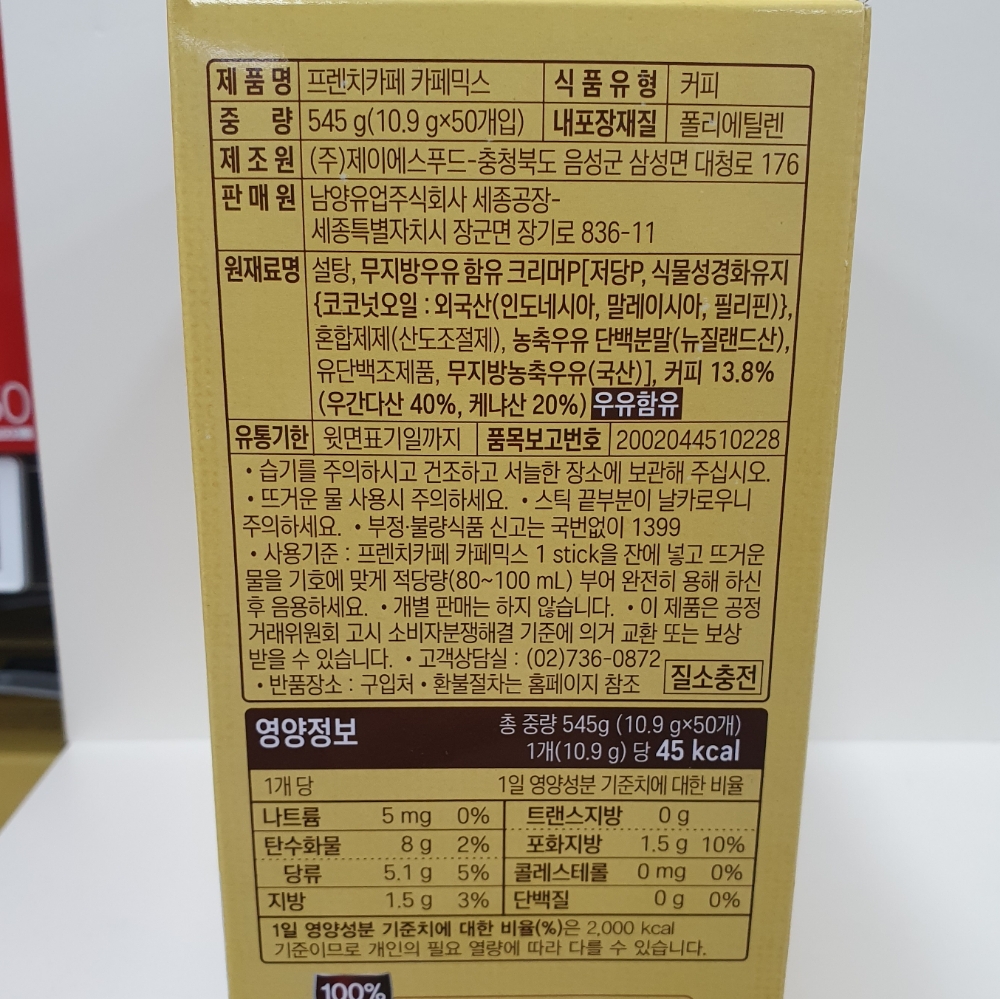 제품명 프렌치카페 카페믹스 식품유형 커피
중 량 545 g(10.9 g×50개입) 내포장재질 폴리에틸렌
제조원 (주)제이에스푸드-충청북도 음성군 삼성면 대청로 176
판매원 남양유업주식회사 세종공장-
세종특별자치시 장군면 장기로 836-11
원재료명 설탕, 무지방우유 함유 크리머P[저당P, 식물성경화유지
{코코넛오일 : 외국산(인도네시아, 말레이시아, 필리핀)},
혼합제제(산도조절제), 농축우유 단백분말(뉴질랜드산),
유단백조제품, 무지방농축우유(국산)], 커피 13.8%
(우간다산 40%, 케냐산 20%) 우유함유
유통기한 윗면표기일까지 품목보고번호 2002044510228
• 습기를 주의하시고 건조하고 서늘한 장소에 보관해 주십시오.
• 뜨거운 물 사용시 주의하세요. • 스틱 끝부분이 날카로우니
주의하세요. • 부정·불량식품 신고는 국번없이 1399
• 사용기준 : 프렌치카페 카페믹스 1 stick을 잔에 넣고 뜨거운
물을 기호에 맞게 적당량(80~100 mL) 부어 완전히 용해 하신
후 음용하세요. • 개별 판매는 하지 않습니다. • 이 제품은 공정
거래위원회 고시 소비자분쟁해결 기준에 의거 교환 또는 보상
받을 수 있습니다. • 고객상담실 : (02)736-0872
• 반품장소 : 구입처 • 환불절차는 홈페이지 참조 질소충전
영양정보 총 중량 545g (10.9 g×50개)
1개(10.9 g) 당 45 kcal
1개 당 1일 영양성분 기준치에 대한 비율
나트륨 5 mg 0% 트랜스지방 0 g
탄수화물 8 g 2% 포화지방 1.5 g 10%
당류 5.1 g 5% 콜레스테롤 0 mg 0%
지방 1.5 g 3% 단백질 0 g 0%
1일 영양성분 기준치에 대한 비율(%)은 2,000 kcal
기준이므로 개인의 필요 열량에 따라 다를 수 있습니다.
100%